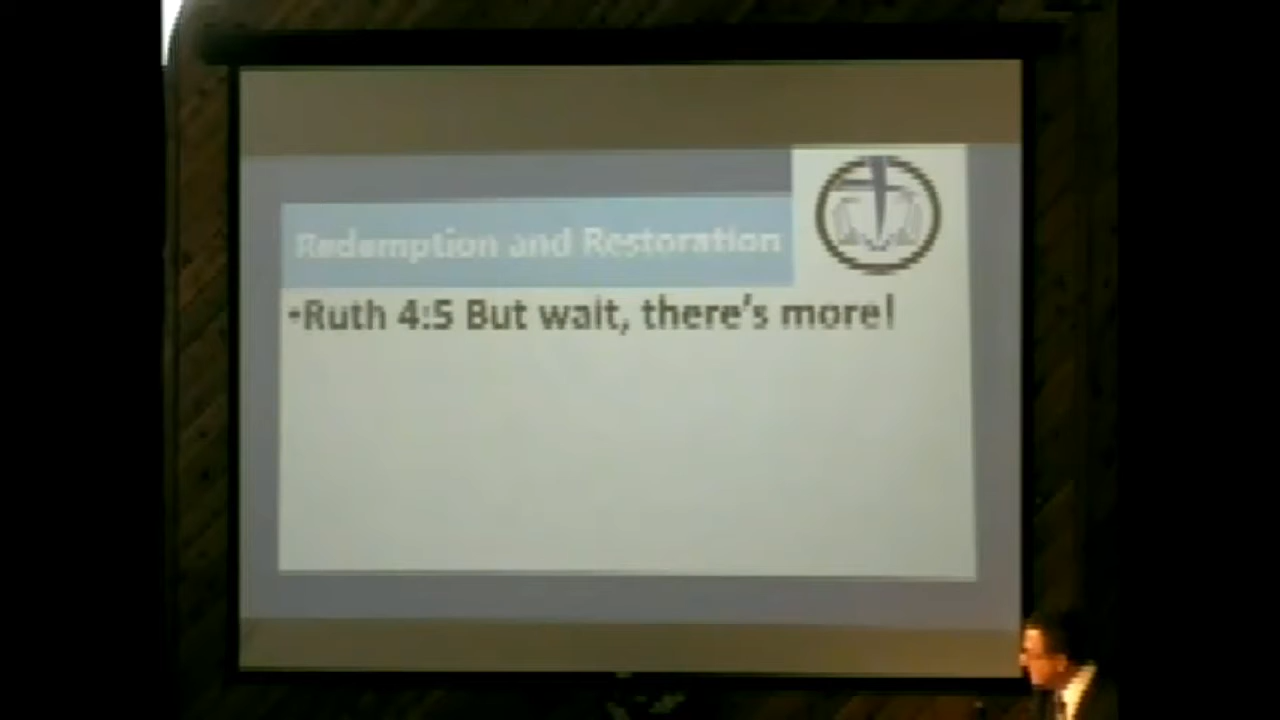 Redemption and Restoration
•Ruth 4:5 But wait, there's more!